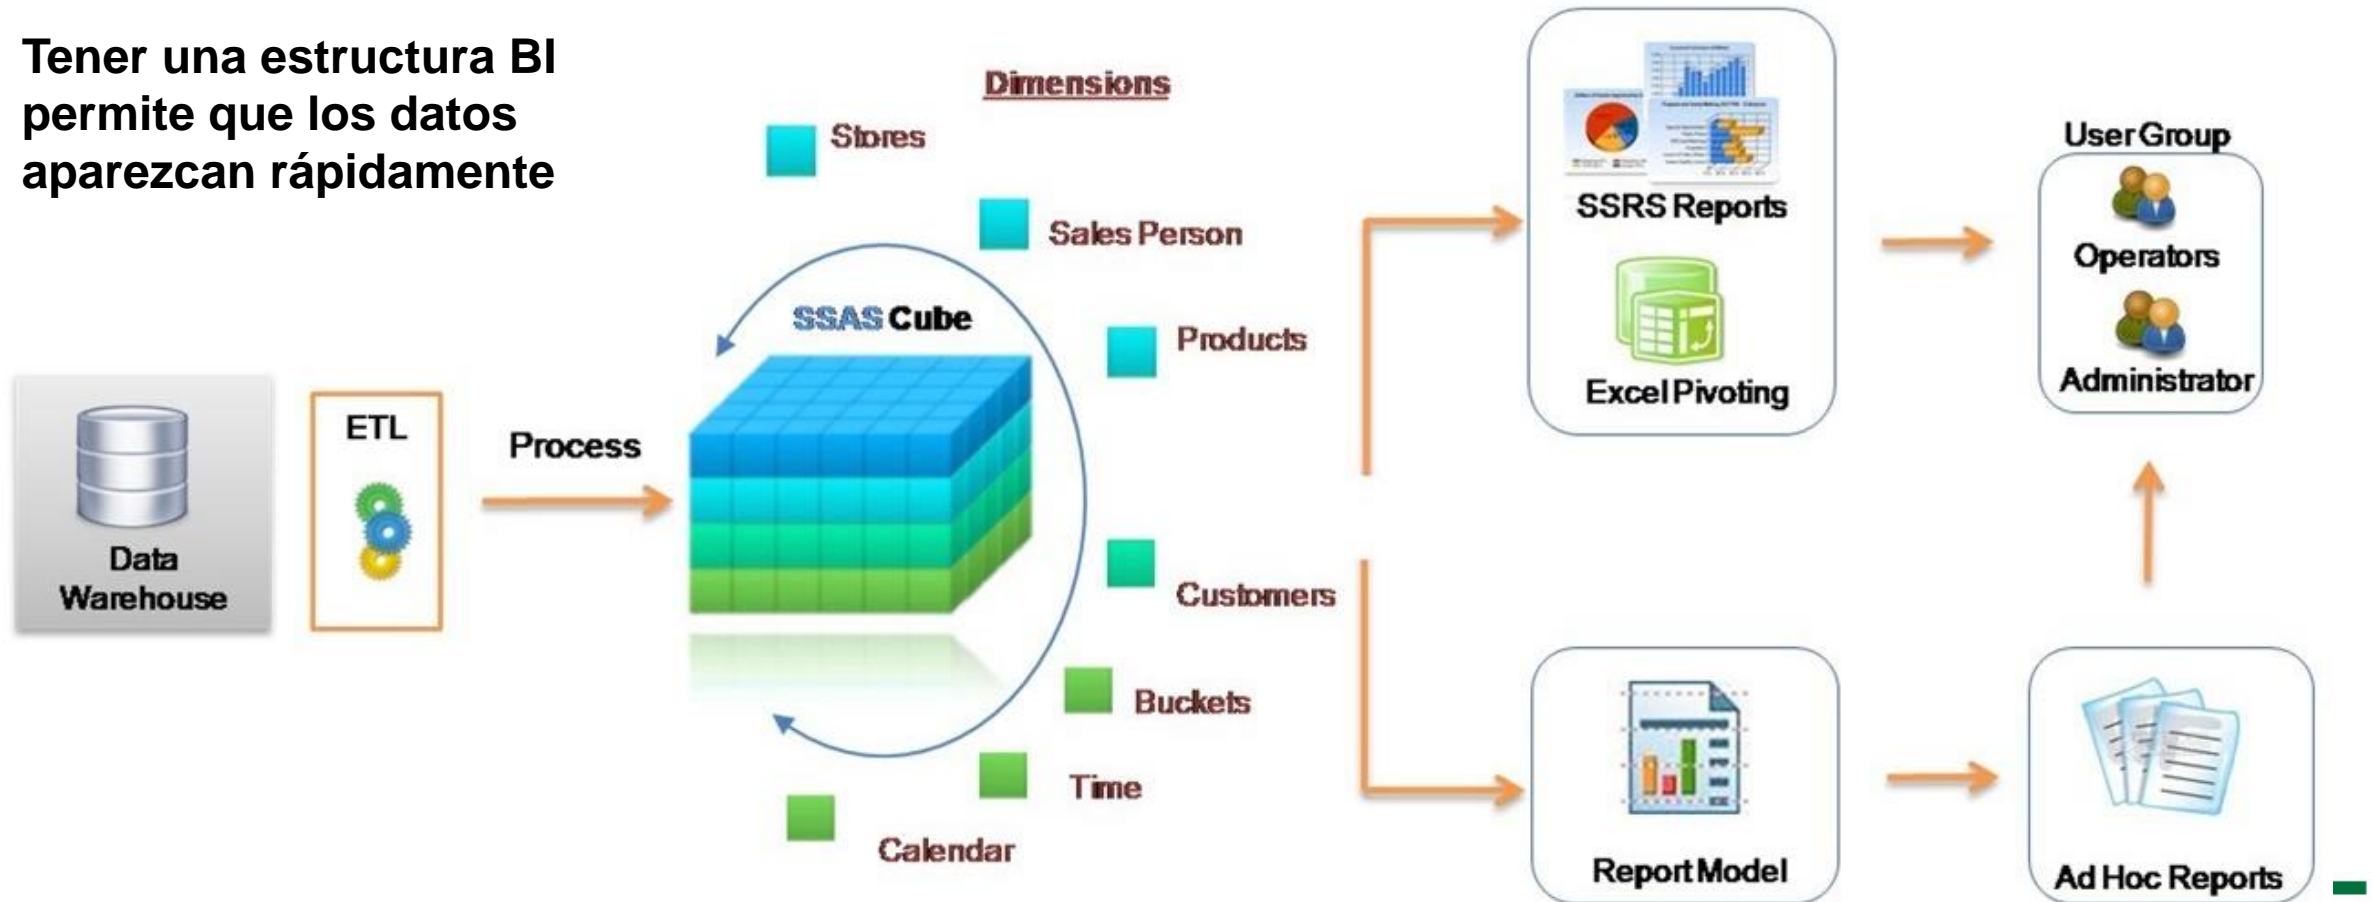 Tener una estructura BI
permite que los datos
aparezcan rápidamente
Dimensions
Stores
Sales Person
SSAS Cube
Products
Data
Warehouse
ETL
Process
Customers
Buckets
Time
Calendar
SSRS Reports
Excel Pivoting
User Group
Operators
Administrator
Report Model
Ad Hoc Reports